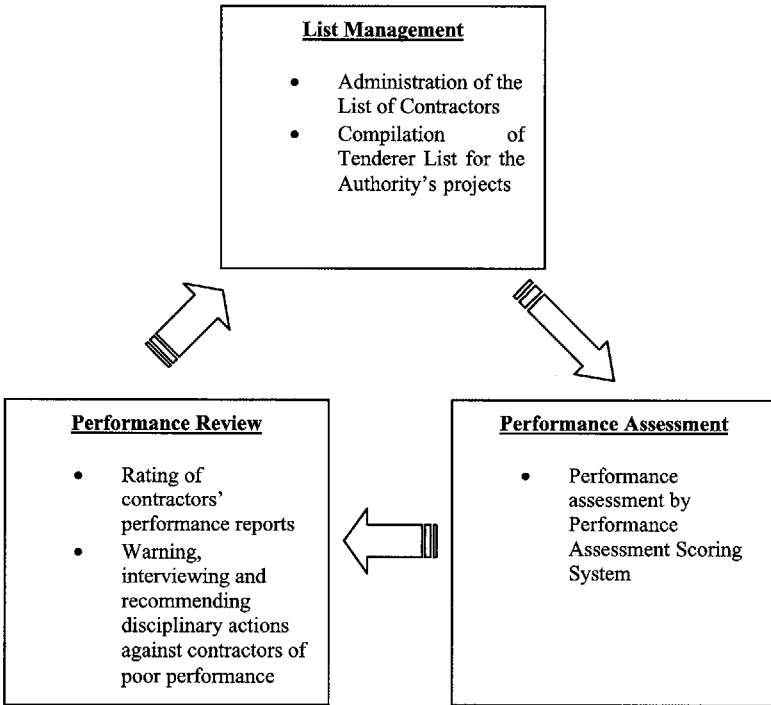 List Management
• Administration of the
List of Contractors
• Compilation of
Tenderer List for the
Authority's projects
Performance Review
• Rating of
contractors'
performance reports
• Warning,
interviewing and
recommending
disciplinary actions
against contractors of
poor performance
Performance Assessment
• Performance
assessment by
Performance
Assessment Scoring
System